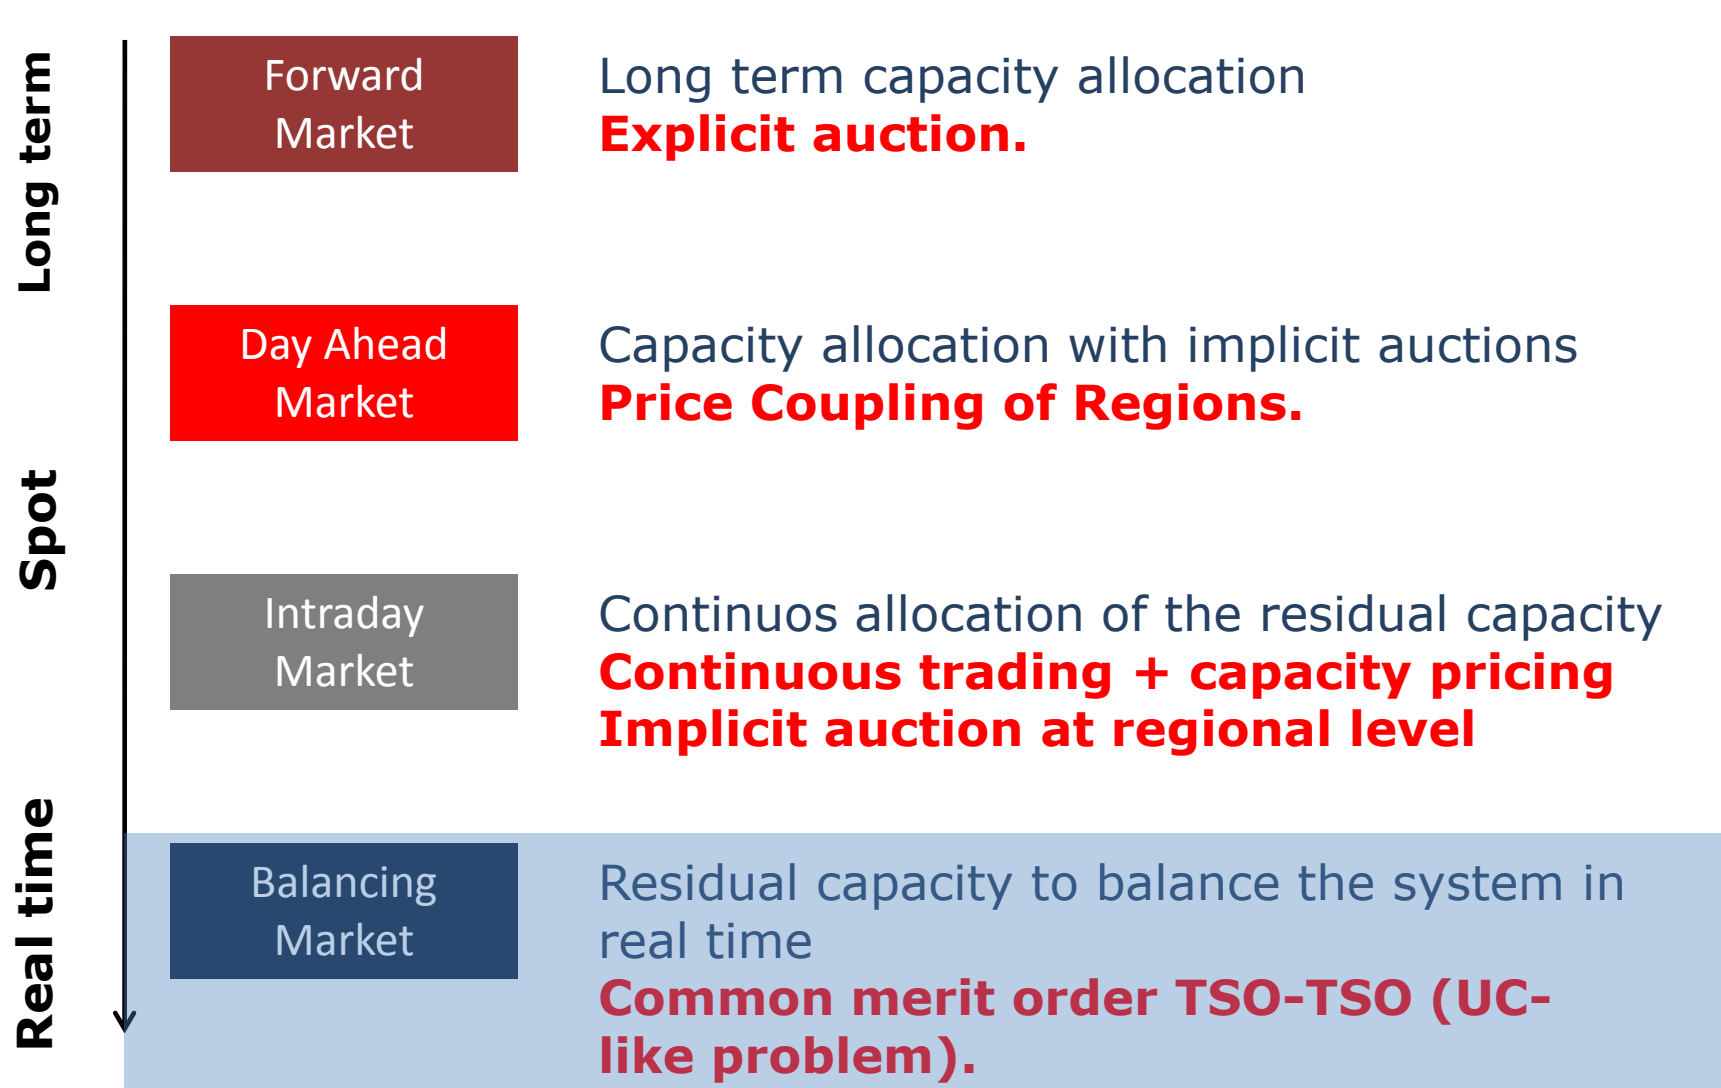 Long term
Forward
Market
Long term capacity allocation
Explicit auction.
Spot
Day Ahead
Market
Capacity allocation with implicit auctions
Price Coupling of Regions.
Intraday
Market
Continuos allocation of the residual capacity
Continuous trading + capacity pricing
Implicit auction at regional level
Real time
Balancing
Market
Residual capacity to balance the system in
real time
Common merit order TSO-TSO (UC-
like problem).